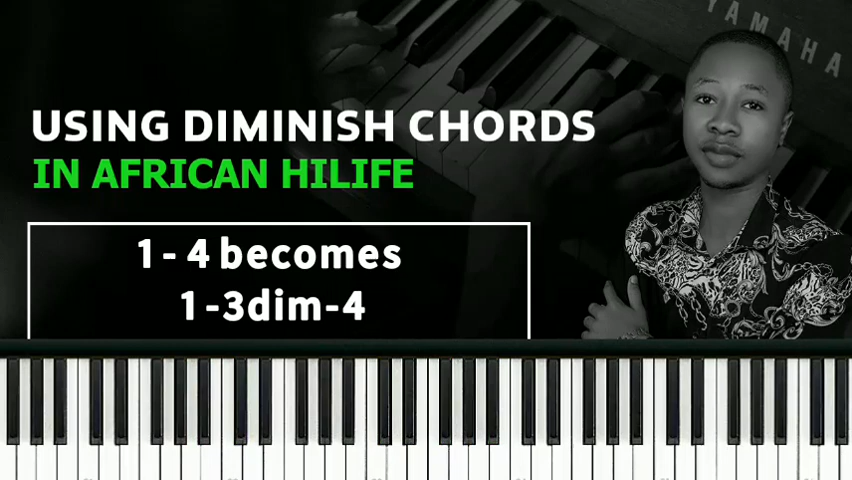 YAMAHA
USING DIMINISH CHORDS
IN AFRICAN HILIFE
1 - 4 becomes
1 -3dim-4